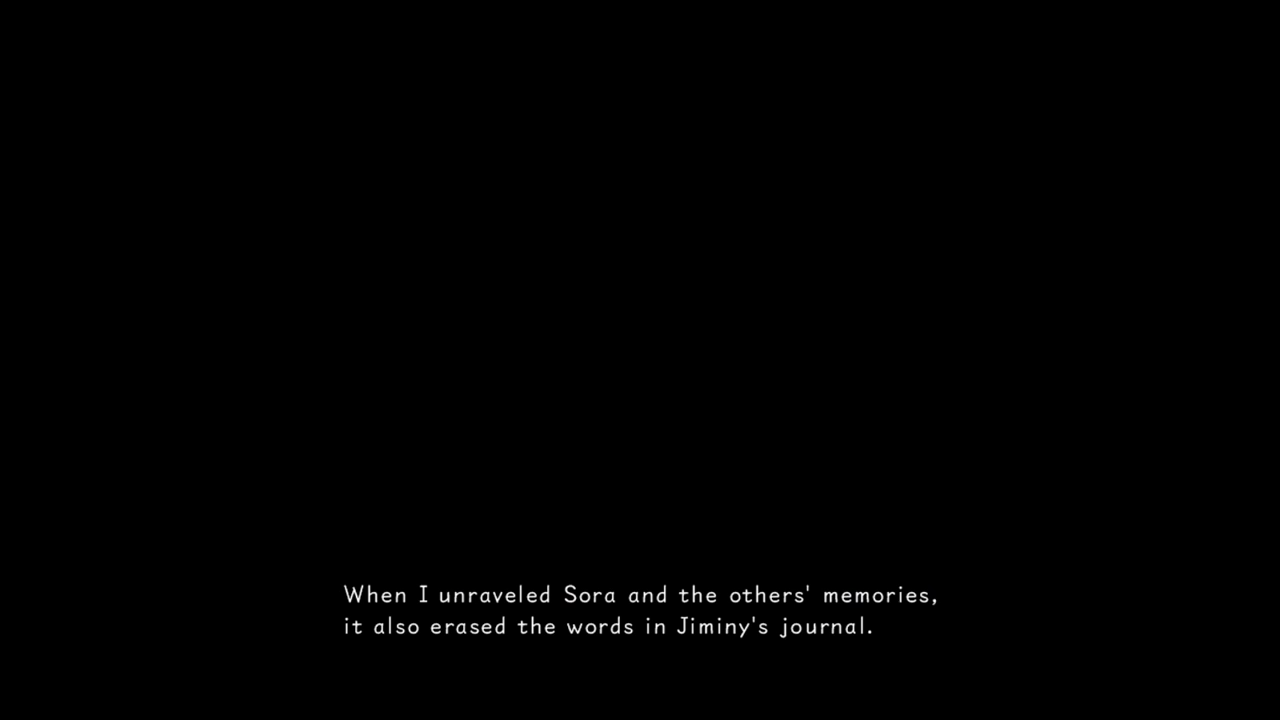 When I unraveled Sora and the others' memories,
it also erased the words in Jiminy's journal.